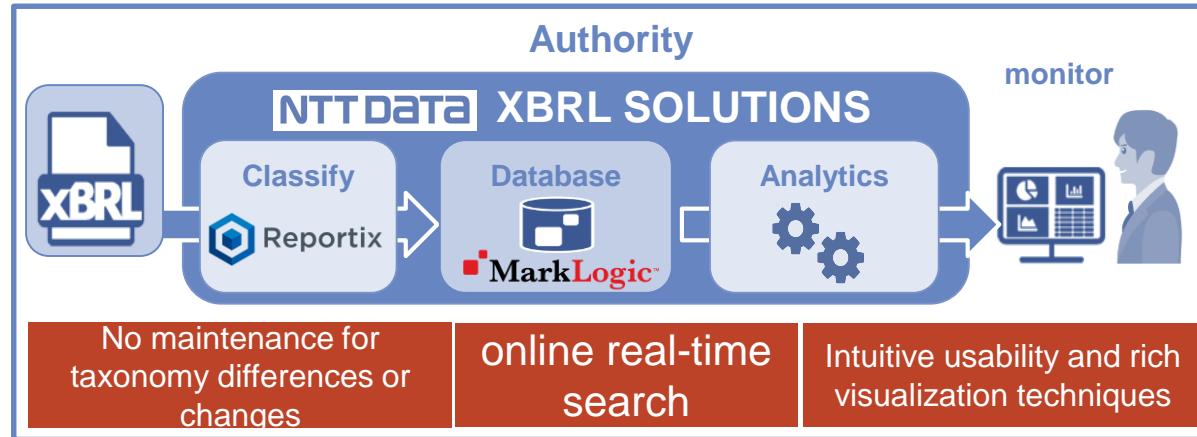 Authority
monitor
NTT DATA XBRL SOLUTIONS
xBRL
Classify
Reportix
Database
MarkLogic™
Analytics
No maintenance for
taxonomy differences or
changes
online real-time
search
Intuitive usability and rich
visualization techniques